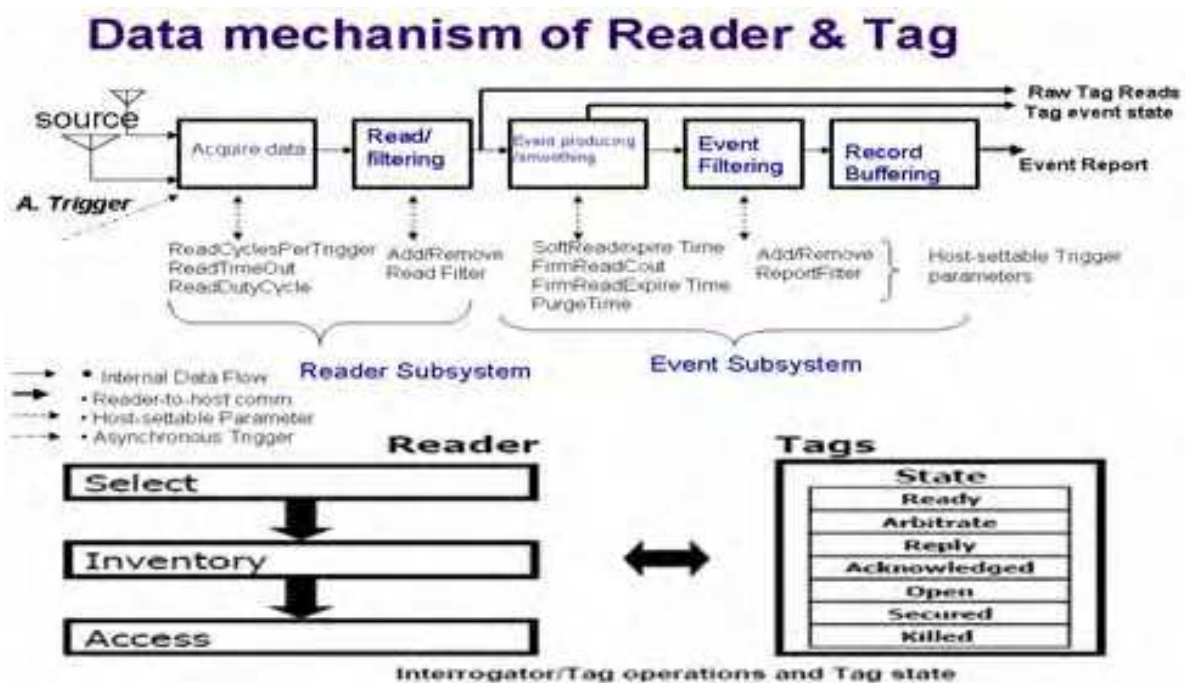 Data mechanism of Reader & Tag
source
A. Trigger
Acquire data
Read/
filtering
Event producing
/smoothing
Event
Filtering
Record
Buffering
Raw Tag Reads
Tag event state
Event Report
ReadCyclesPerTrigger
ReadTimeOut
ReadDutyCycle
Add/Remove
Read Filter
SoftReadexpire Time
FirmReadCout
FirmReadExpire Time
PurgeTime
Add/Remove
ReportFilter
Host-settable Trigger
parameters
Reader Subsystem
Event Subsystem
• Internal Data Flow
• Reader-to-host comm.
• Host-settable Parameter
• Asynchronous Trigger
Reader
Select
Inventory
Access
Tags
State
Ready
Arbitrate
Reply
Acknowledged
Open
Secured
Killed
Interrogator/Tag operations and Tag state